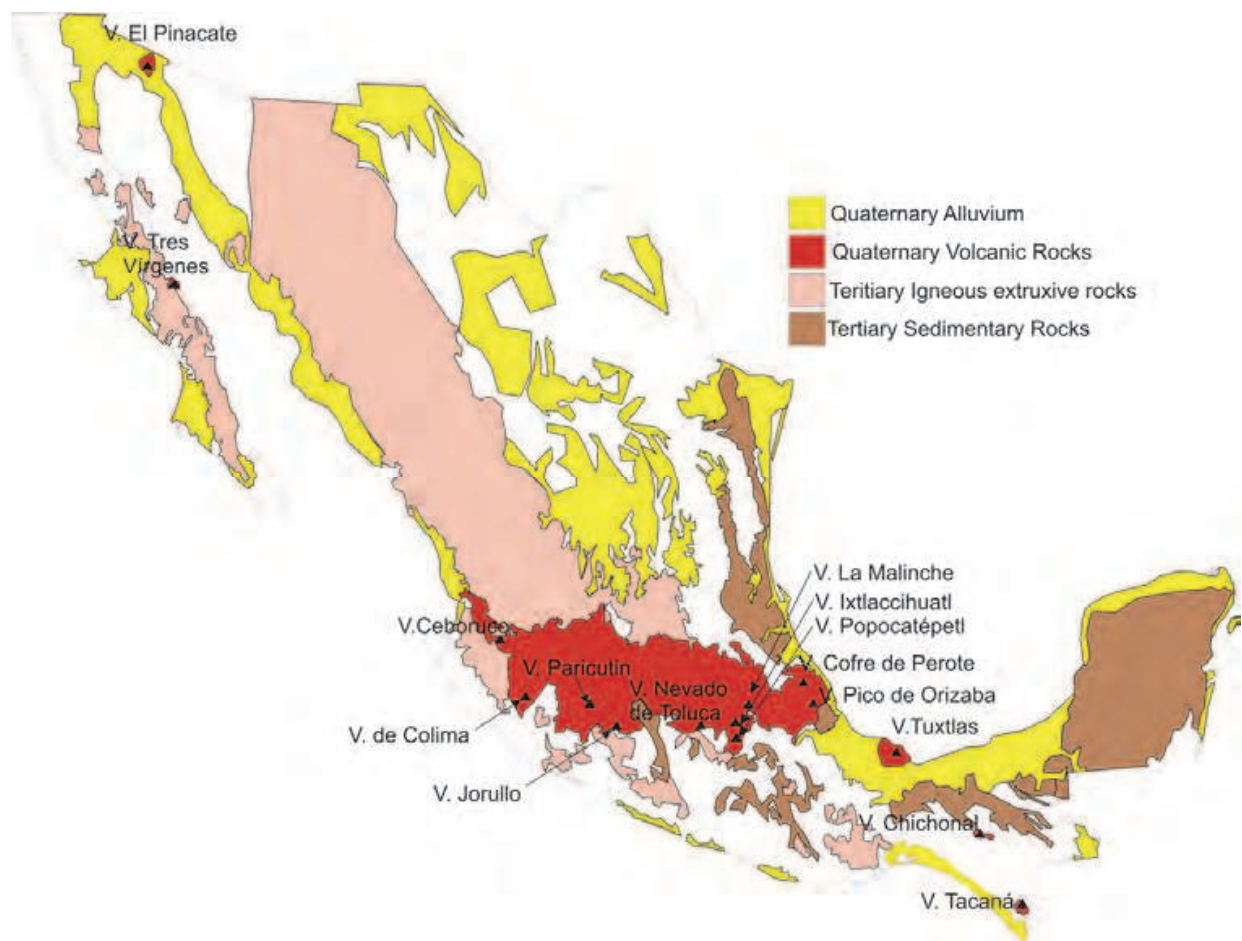 V. El Pinacate
V. Tres
Vírgenes
Quaternary Alluvium
Quaternary Volcanic Rocks
Teritiary Igneous extruxive rocks
Tertiary Sedimentary Rocks
V. La Malinche
V. Ixtlaccihuatl
V. Popocatépetl
V.Ceboruco
V.
Cofre de Perote
V. Paricutin
V. Nevado
de Toluca
V. Pico de Orizaba
V. de Colima
V.Tuxtlas
V. Jorullo
V. Chichonal
V. Tacaná